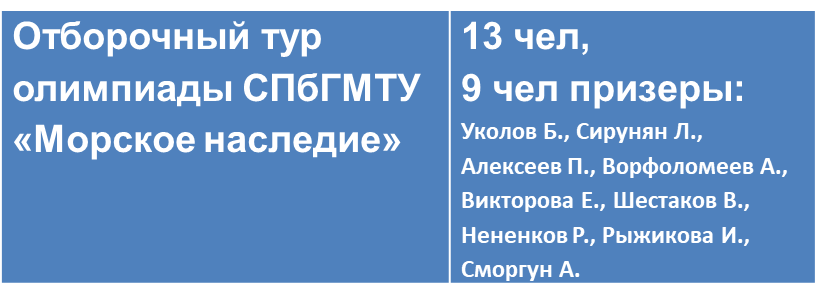 Отборочный тур
олимпиады СПбГМТУ
«Морское наследие»
13 чел,
9 чел призеры:
Уколов Б., Сирунян Л.,
Алексеев П., Ворфоломеев А.,
Викторова Е., Шестаков В.,
Нененков Р., Рыжикова И.,
Сморгун А.